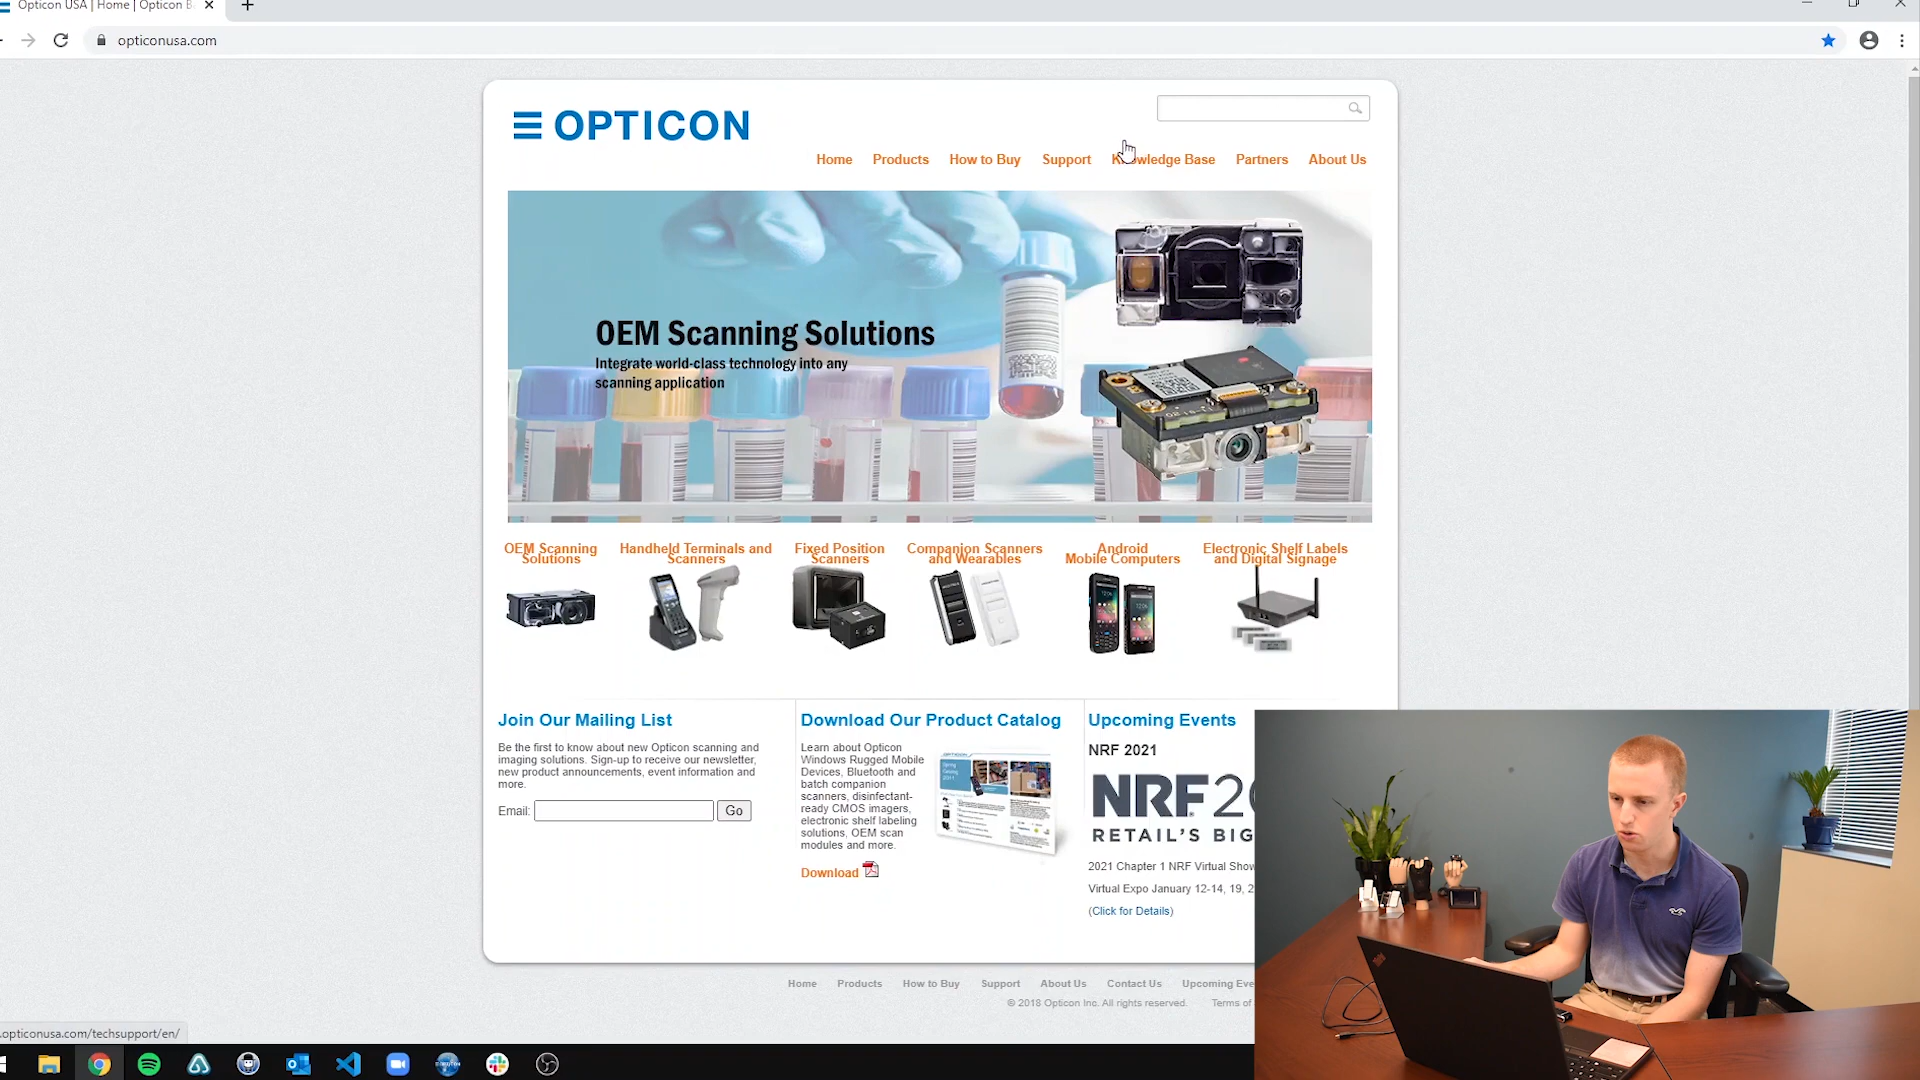 Opticon USA | Home | Opticon B
opticonusa.com
OPTICON
Home Products How to Buy Support Knowledge Base Partners About Us
OEM Scanning Solutions
Integrate world-class technology into any
scanning application
OEM Scanning
Solutions
Handheld Terminals and
Scanners
Fixed Position
Scanners
Companion Scanners
and Wearables
Android
Mobile Computers
Electronic Shelf Labels
and Digital Signage
Join Our Mailing List
Be the first to know about new Opticon scanning and
imaging solutions. Sign-up to receive our newsletter,
new product announcements, event information and
more.
Email:
Go
Download Our Product Catalog
Learn about Opticon
Windows Rugged Mobile
Devices, Bluetooth and
batch companion
scanners, disinfectant-
ready CMOS imagers,
electronic shelf labeling
solutions, OEM scan
modules and more.
Download
Upcoming Events
NRF 2021
NRF 20
RETAIL'S BIG
2021 Chapter 1 NRF Virtual Show
Virtual Expo January 12-14, 19, 2
(Click for Details)
Home Products How to Buy Support About Us Contact Us Upcoming Eve
© 2018 Opticon Inc. All rights reserved. Terms of
.opticonusa.com/techsupport/en/